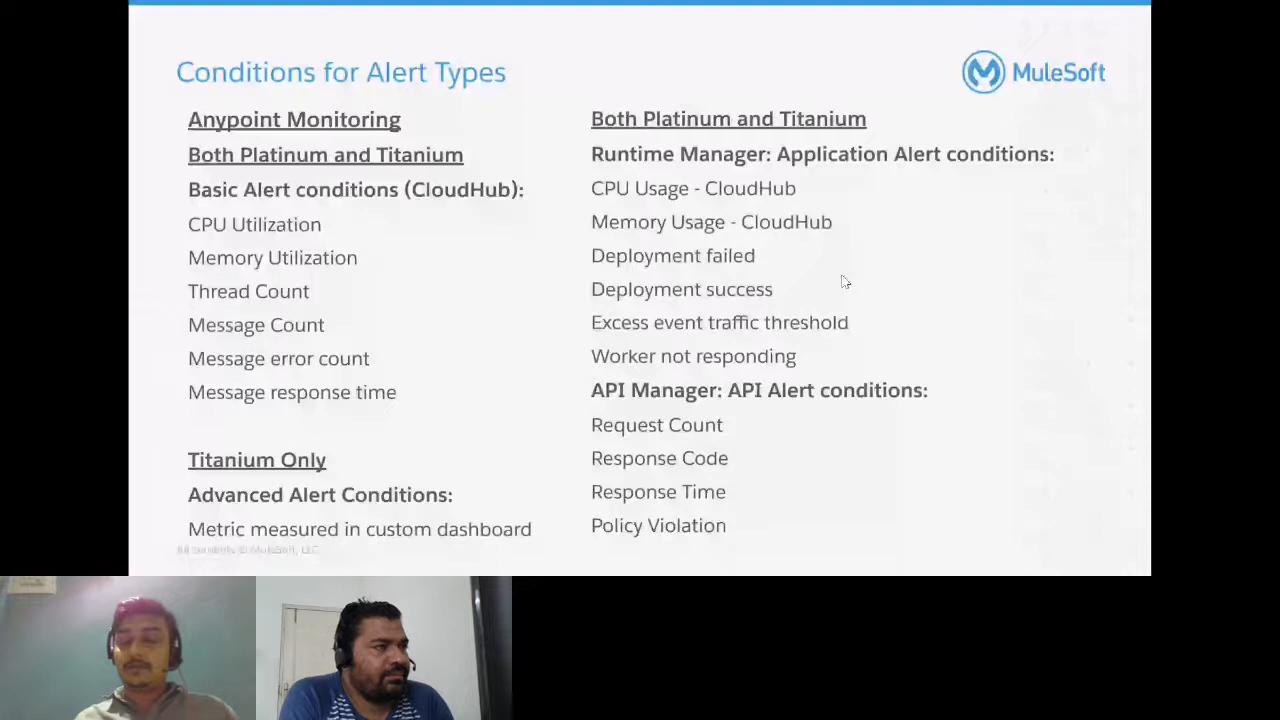 Conditions for Alert Types
MuleSoft
Anypoint Monitoring
Both Platinum and Titanium
Basic Alert conditions (CloudHub):
CPU Utilization
Memory Utilization
Thread Count
Message Count
Message error count
Message response time
Titanium Only
Advanced Alert Conditions:
Metric measured in custom dashboard
All contents © MuleSoft, LLC
Both Platinum and Titanium
Runtime Manager: Application Alert conditions:
CPU Usage - CloudHub
Memory Usage - CloudHub
Deployment failed
Deployment success
Excess event traffic threshold
Worker not responding
API Manager: API Alert conditions:
Request Count
Response Code
Response Time
Policy Violation